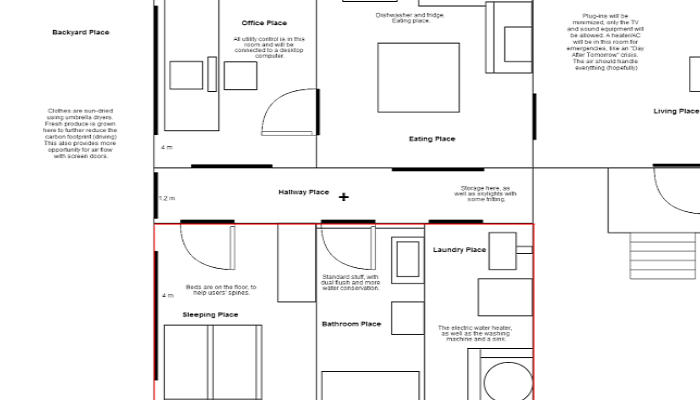 Backyard Place
Clothes are sun-dried
using umbrella dryers.
Fresh produce is grown
here to further reduce the
carbon footprint (driving)
This also provides more
opportunity for air flow
with screen doors.
Office Place
All utility control is in this
room and will be
connected to a desktop
computer.
4 m
Dishwasher and fridge.
Eating place.
Eating Place
Plug-ins will be
minimized, only the TV
and sound equipment will
be allowed. A heater/AC
will be in this room for
emergencies, like an "Day
After Tomorrow" crisis.
The air should handle
everything (hopefully)
Living Place
1,2 m
Hallway Place
Storage here, as
well as skylights with
some fritting.
4 m
Beds are on the floor, to
help users' spines.
Sleeping Place
Standard stuff, with
dual flush and more
water conservation.
Bathroom Place
Laundry Place
The electric water heater,
as well as the washing
machine and a sink.